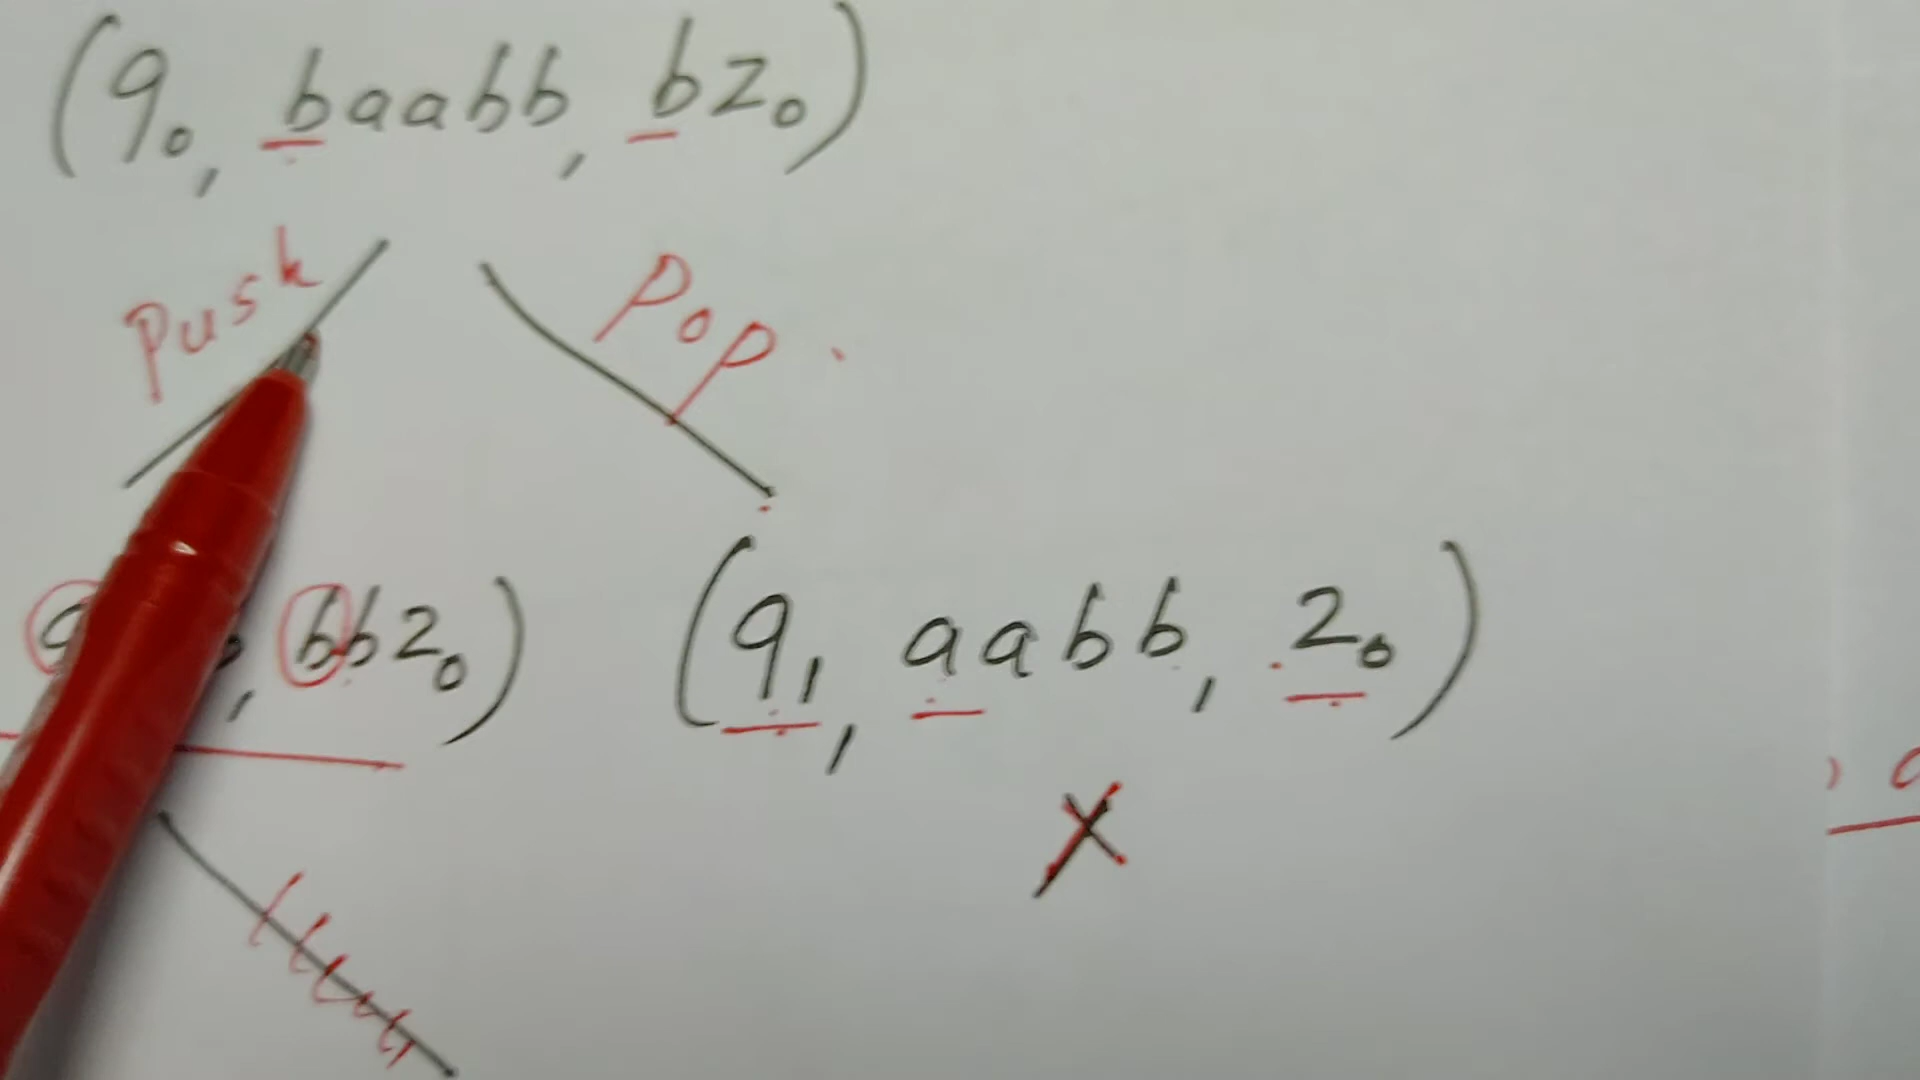 (q0, baabb, bz0)
Push Pop
, bbz0) (q1, aabb, z0)